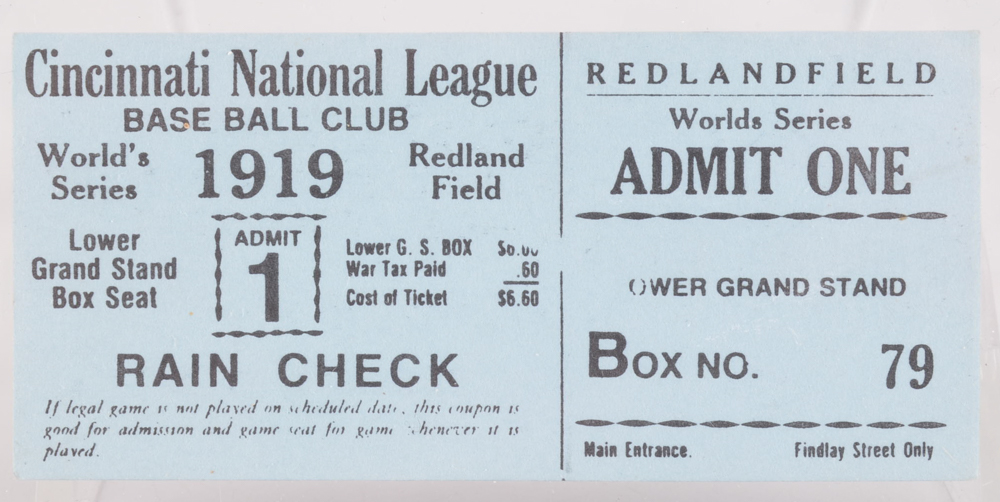 Cincinnati National League
BASE BALL CLUB
World's
Series
1919
Redland
Field
Lower
Grand Stand
Box Seat
ADMIT
1
Lower G. S. BOX $6.00
War Tax Paid .60
Cost of Ticket $6.60
RAIN CHECK
If legal game is not played on scheduled date, this coupon is
good for admission and game seat for game whenever it is
played.
REDLANDFIELD
Worlds Series
ADMIT ONE
LOWER GRAND STAND
BOX NO. 79
Main Entrance. Findlay Street Only